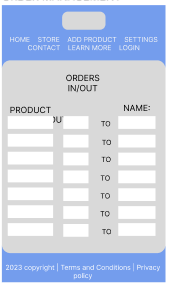 HOME STORE ADD PRODUCT SETTINGS
CONTACT LEARN MORE LOGIN
ORDERS
IN/OUT
PRODUCT
NAME:
TO
TO
TO
TO
TO
TO
TO
2023 copyright | Terms and Conditions | Privacy
policy